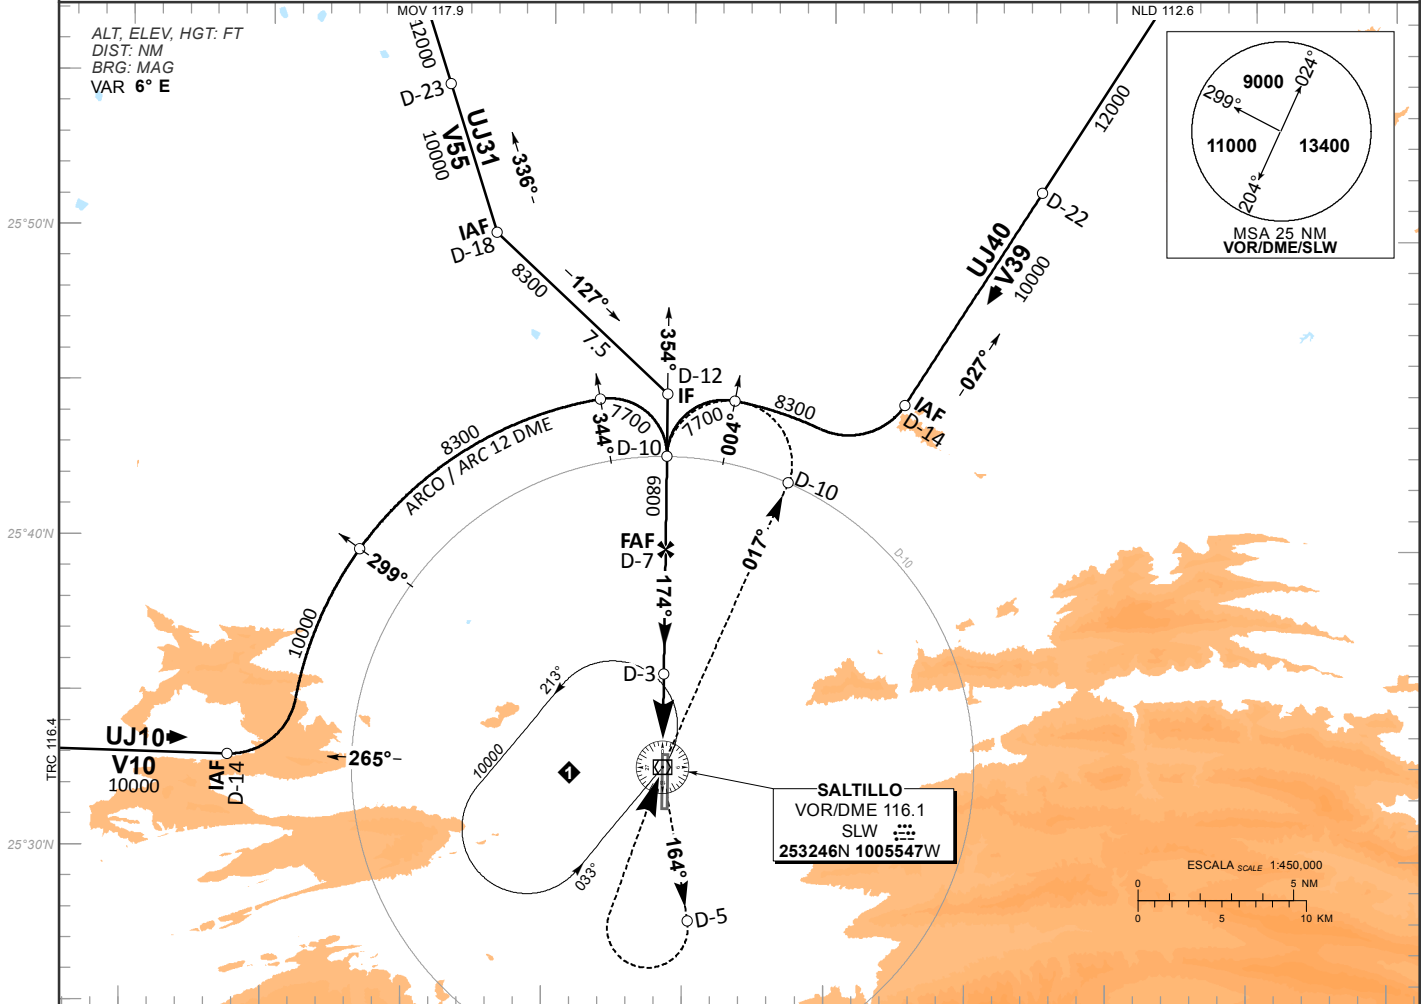 MOV 117.9
NLD 112.6
ALT, ELEV, HGT: FT
DIST: NM
BRG: MAG
VAR 6° E
12000
D-23
UJ31
V55
10000
336°
IAF
D-18
8300
127°
7.5
354°
D-12
IF
12000
D-22
UJ40
V39
10000
027°
IAF
D-14
9000
024°
299°
11000
13400
204°
MSA 25 NM
VOR/DME/SLW
25°50'N
8300
ARCO / ARC 12 DME
7700
344°
D-10
7700
004°
8300
6800
D-10
25°40'N
FAF
D-7
017°
D-10
299°
174°
10000
D-3
213°
TRC 116.4
UJ10
V10
10000
IAF
D-14
265°
10000
1
SALTILLO
VOR/DME 116.1
SLW
253246N 1005547W
25°30'N
033°
164°
D-5
ESCALA SCALE 1:450,000
0 5 NM
0 5 10 KM